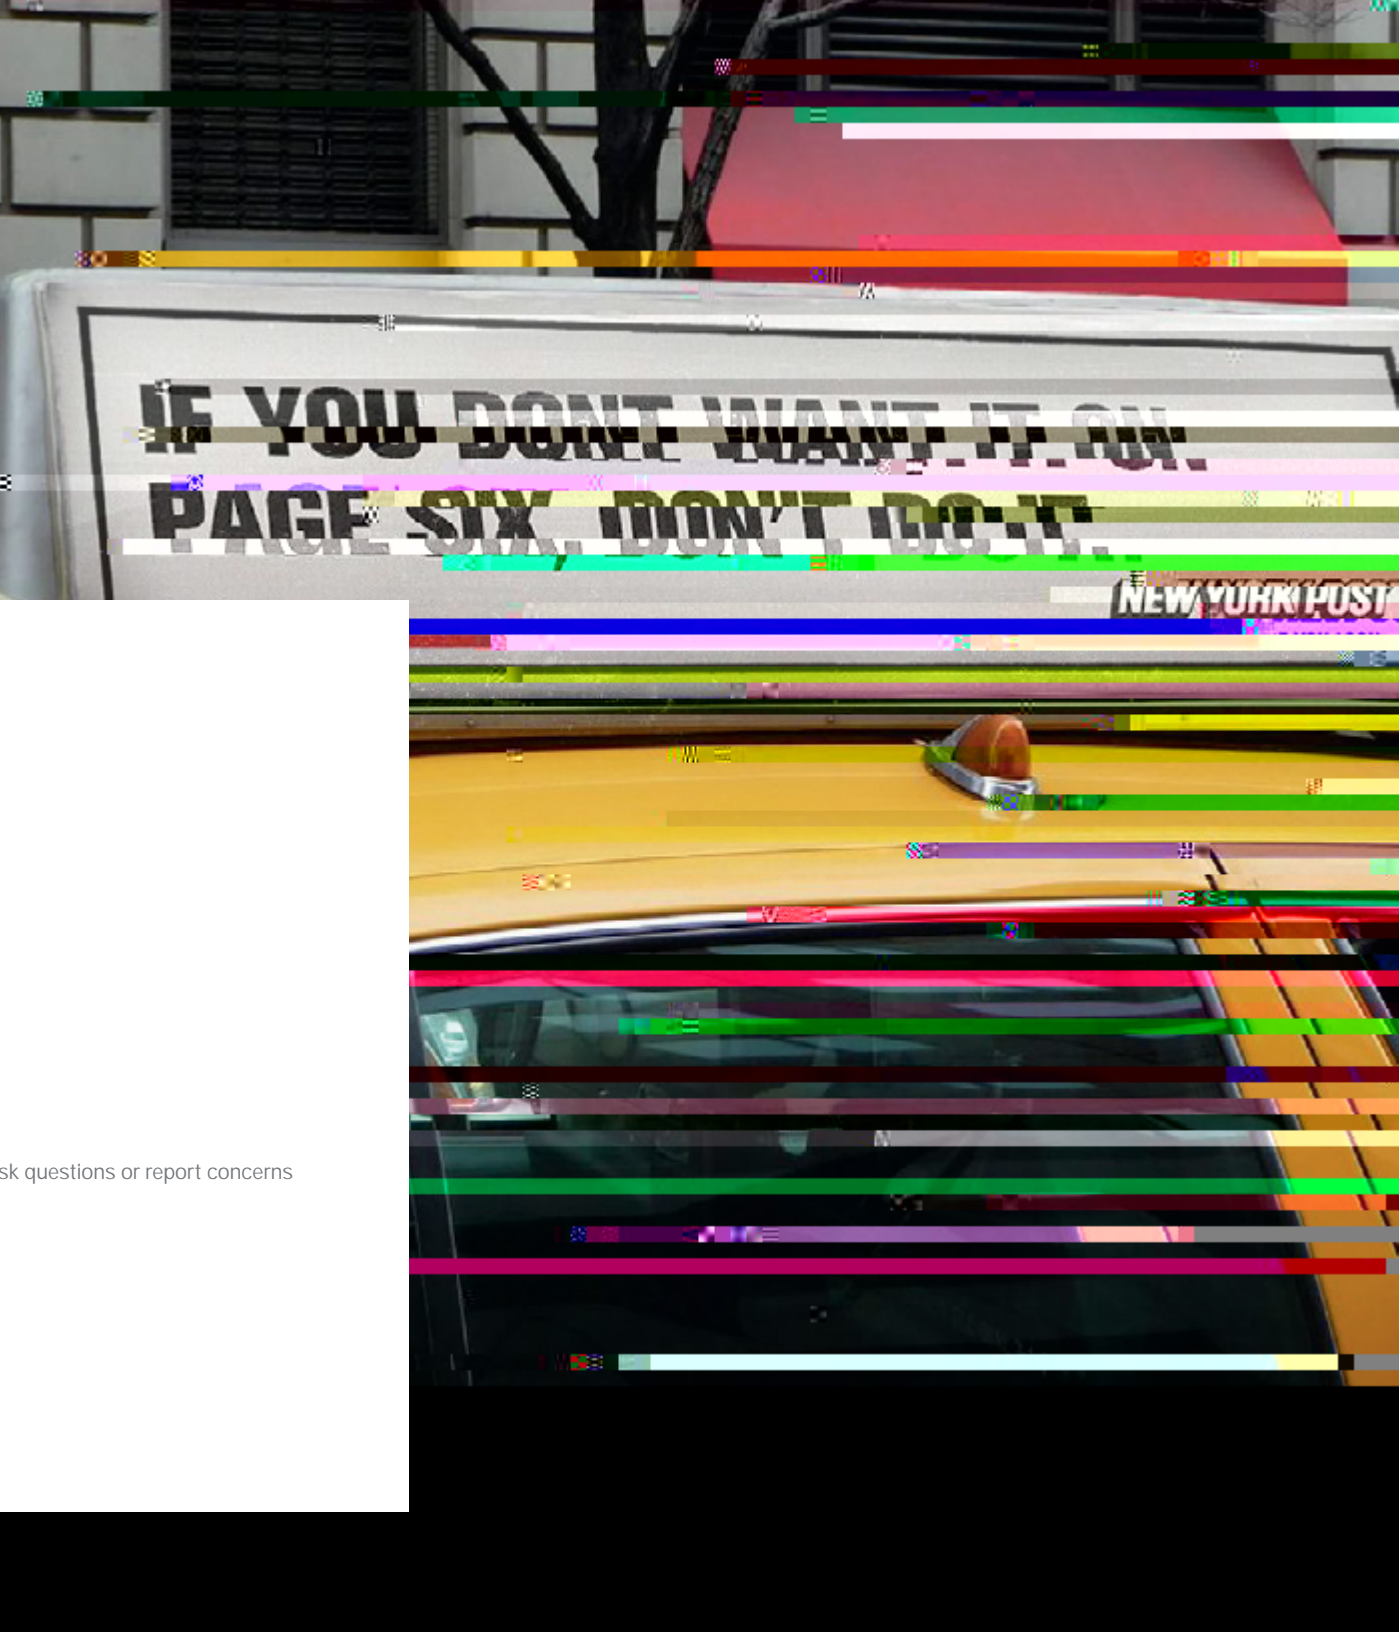 IF YOU DONT WANT IT ON
PAGE SIX, DON'T DO IT.
NEW YORK POST
sk questions or report concerns